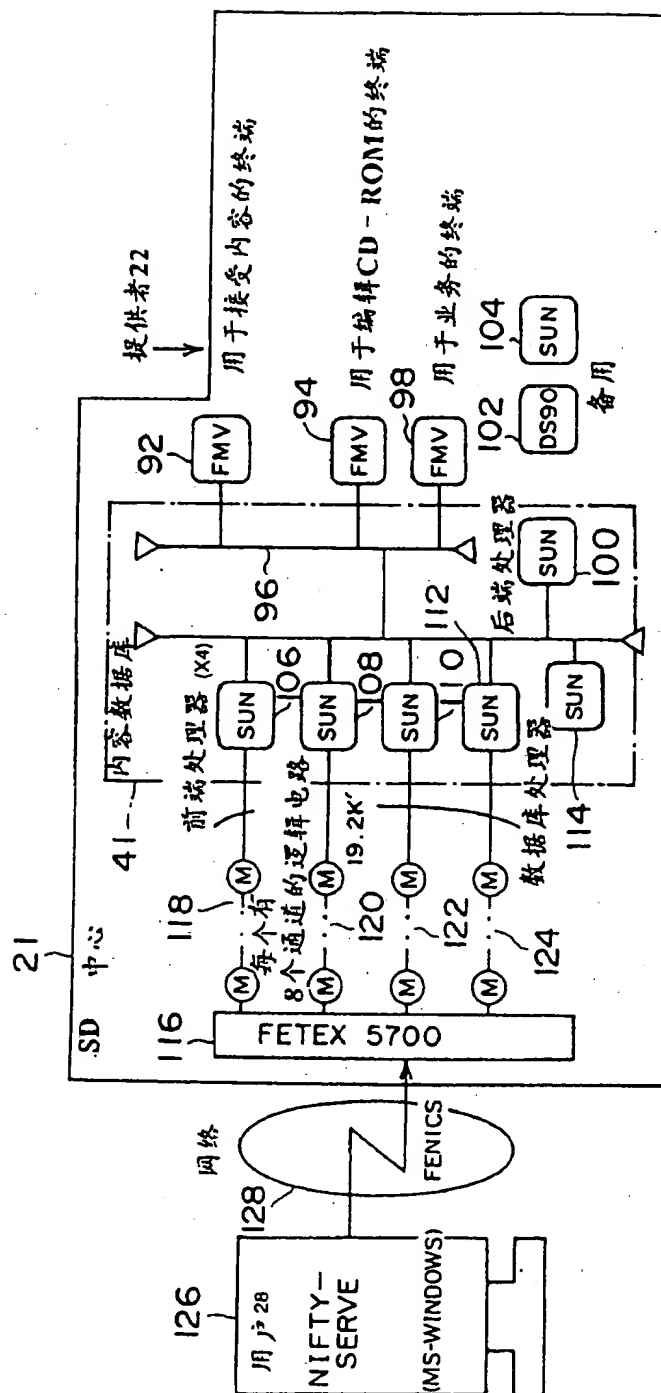 21
SD 中心
提供者22
用于接受内容的终端
92
FMV
用于编辑CD-ROM的终端
94
FMV
用于业务的终端
98
FMV
102
DS90
104
SUN
备用
96
41
内容数据库
前端处理器 (X4)
SUN
106
SUN
108
SUN
110
SUN
112
后端处理器
SUN
100
SUN
114
数据库处理器
19.2K'
每个有
8个通道的逻辑电路
M
M
118
M
M
120
M
M
122
M
M
124
116
FETEX 5700
网络
128
FENICS
126
用户28
NIFTY-
SERVE
(MS-WINDOWS)